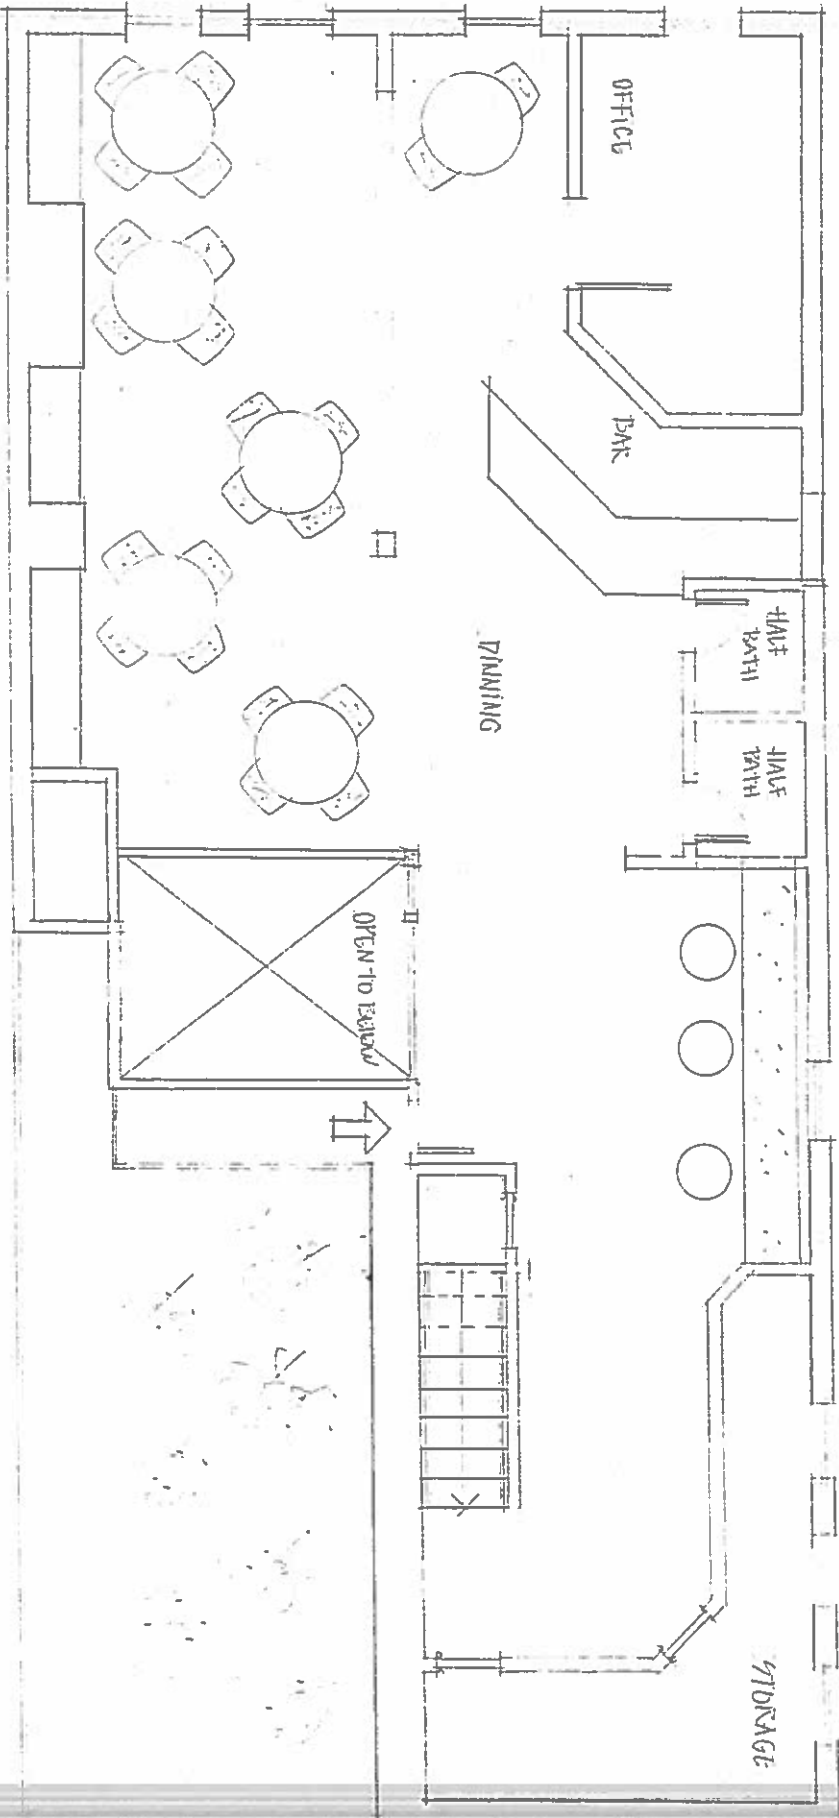 OFFICE
BAR
HALF
BATH
HALF
BATH
DINNING
OPEN TO BELOW
STORAGE